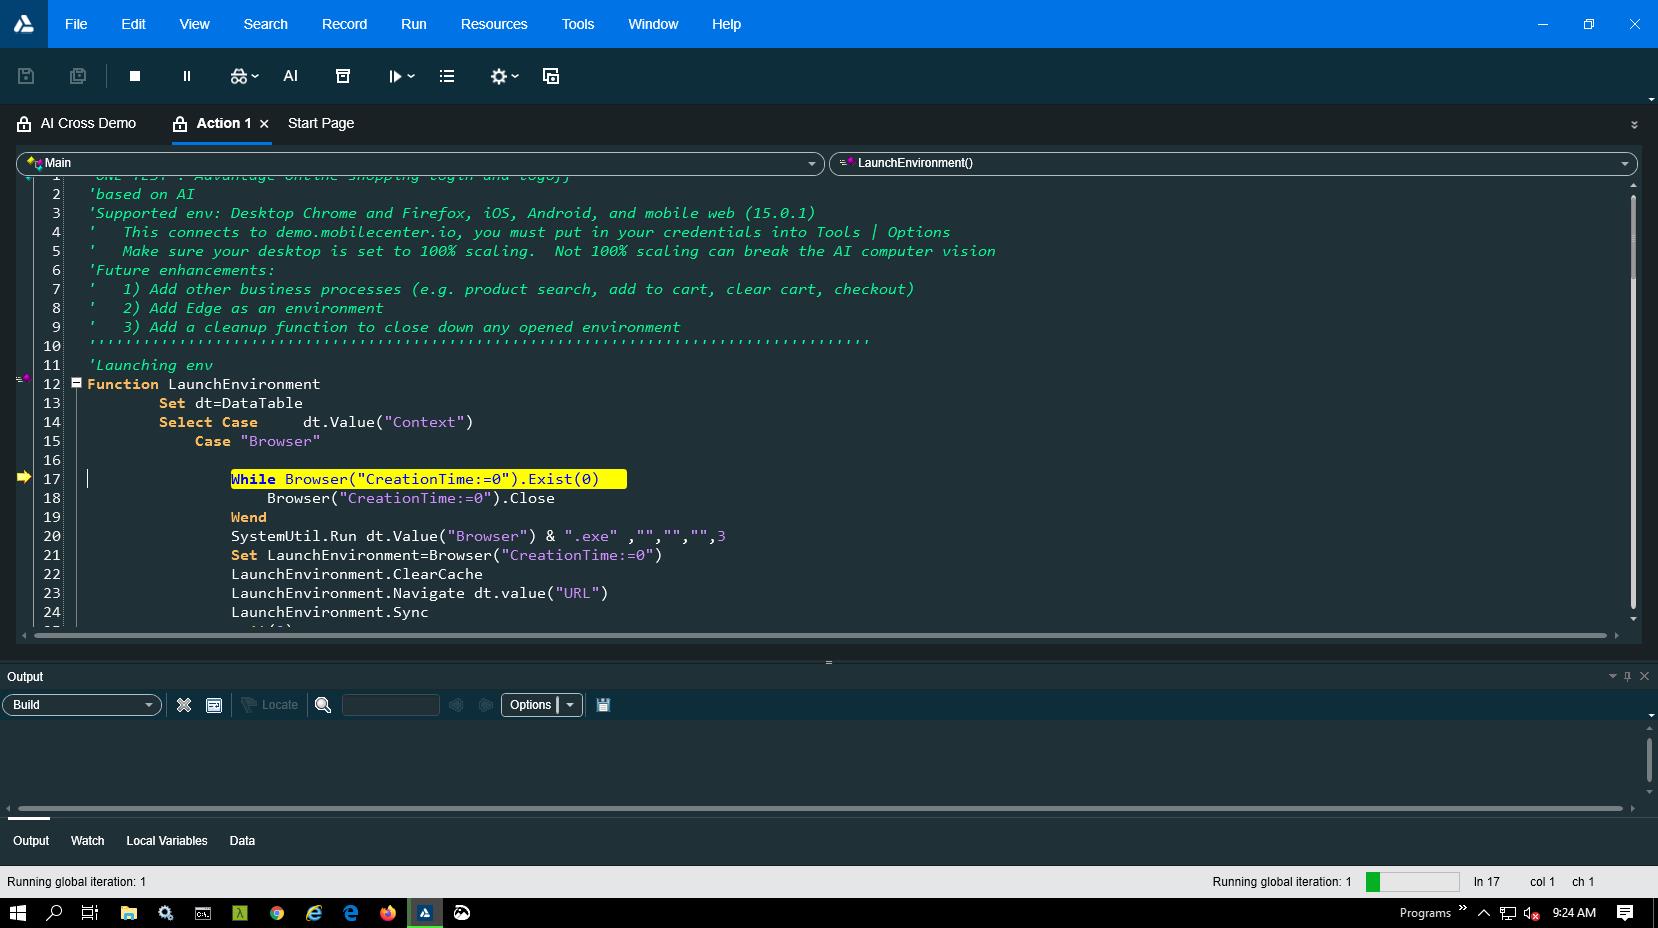 File Edit View Search Record Run Resources Tools Window Help
AI
AI Cross Demo Action 1 Start Page
Main LaunchEnvironment()
2 'based on AI
3 'Supported env: Desktop Chrome and Firefox, iOS, Android, and mobile web (15.0.1)
4 '   This connects to demo.mobilecenter.io, you must put in your credentials into Tools | Options
5 '   Make sure your desktop is set to 100% scaling.  Not 100% scaling can break the AI computer vision
6 'Future enhancements:
7 '   1) Add other business processes (e.g. product search, add to cart, clear cart, checkout)
8 '   2) Add Edge as an environment
9 '   3) Add a cleanup function to close down any opened environment
10 '''''''''''''''''''''''''''''''''''''''''''''''''''''''''''''''''''''''''''''''''''''''
11 'Launching env
12 Function LaunchEnvironment
13 Set dt=DataTable
14 Select Case     dt.Value("Context")
15 Case "Browser"
16
17 While Browser("CreationTime:=0").Exist(0)
18 Browser("CreationTime:=0").Close
19 Wend
20 SystemUtil.Run dt.Value("Browser") & ".exe" ,"","","",3
21 Set LaunchEnvironment=Browser("CreationTime:=0")
22 LaunchEnvironment.ClearCache
23 LaunchEnvironment.Navigate dt.value("URL")
24 LaunchEnvironment.Sync
Output
Build Locate Options
Output Watch Local Variables Data
Running global iteration: 1 Running global iteration: 1 ln 17 col 1 ch 1
Programs 9:24 AM